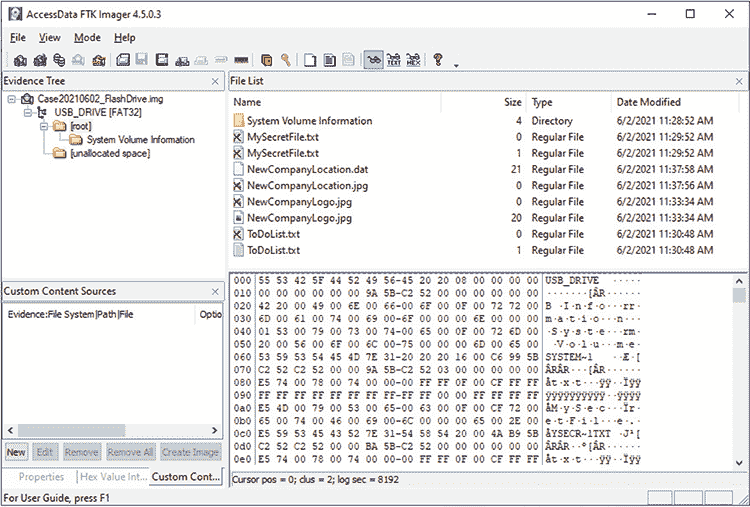 AccessData FTK Imager 4.5.0.3
File View Mode Help
TEXT HEX
Evidence Tree
Case20210602_FlashDrive.img
USB_DRIVE [FAT32]
[root]
System Volume Information
[unallocated space]
File List
Name Size Type Date Modified
System Volume Information 4 Directory 6/2/2021 11:28:52 AM
MySecretFile.txt 0 Regular File 6/2/2021 11:29:52 AM
MySecretFile.txt 1 Regular File 6/2/2021 11:29:52 AM
NewCompanyLocation.dat 21 Regular File 6/2/2021 11:37:58 AM
NewCompanyLocation.jpg 0 Regular File 6/2/2021 11:37:56 AM
NewCompanyLogo.jpg 0 Regular File 6/2/2021 11:33:34 AM
NewCompanyLogo.jpg 20 Regular File 6/2/2021 11:33:34 AM
ToDoList.txt 0 Regular File 6/2/2021 11:30:48 AM
ToDoList.txt 1 Regular File 6/2/2021 11:30:48 AM
Custom Content Sources
Evidence:File System|Path|File Optio
New Edit Remove Remove All Create Image
Properties Hex Value Int... Custom Cont...
000 55 53 42 5F 44 52 49 56-45 20 20 08 00 00 00 00 USB_DRIVE  ·····
010 00 00 00 00 00 00 9A 5B-C2 52 00 00 00 00 00 00 ·······[ÂR······
020 42 20 00 49 00 6E 00 66-00 6F 00 0F 00 72 72 00 B ·I·n·f·o···rr·
030 6D 00 61 00 74 00 69 00-6F 00 00 00 6E 00 00 00 m·a·t·i·o···n···
040 01 53 00 79 00 73 00 74-00 65 00 0F 00 72 6D 00 ·S·y·s·t·e···rm·
050 20 00 56 00 6F 00 6C 00-75 00 00 00 6D 00 65 00  ·V·o·l·u···m·e·
060 53 59 53 54 45 4D 7E 31-20 20 20 16 00 C6 99 5B SYSTEM~1   ··Æ·[
070 C2 52 C2 52 00 00 9A 5B-C2 52 03 00 00 00 00 00 ÂRÂR···[ÂR······
080 E5 74 00 78 00 74 00 00-00 FF FF 0F 00 CF FF FF åt·x·t···ÿÿ··Ïÿÿ
090 FF FF FF FF FF FF FF FF-FF FF 00 00 FF FF FF FF ÿÿÿÿÿÿÿÿÿÿ··ÿÿÿÿ
0a0 E5 4D 00 79 00 53 00 65-00 63 00 0F 00 CF 72 00 åM·y·S·e·c···Ïr·
0b0 65 00 74 00 46 00 69 00-6C 00 00 00 65 00 2E 00 e·t·F·i·l···e·.·
0c0 E5 59 53 45 43 52 7E 31-54 58 54 20 00 4A B9 5B åYSECR~1TXT ·J¹[
0d0 C2 52 C2 52 00 00 BA 5B-C2 52 00 00 00 00 00 00 ÂRÂR··º[ÂR······
0e0 E5 74 00 78 00 74 00 00-00 FF FF 0F 00 CF FF FF åt·x·t···ÿÿ··Ïÿÿ
Cursor pos = 0; clus = 2; log sec = 8192
For User Guide, press F1